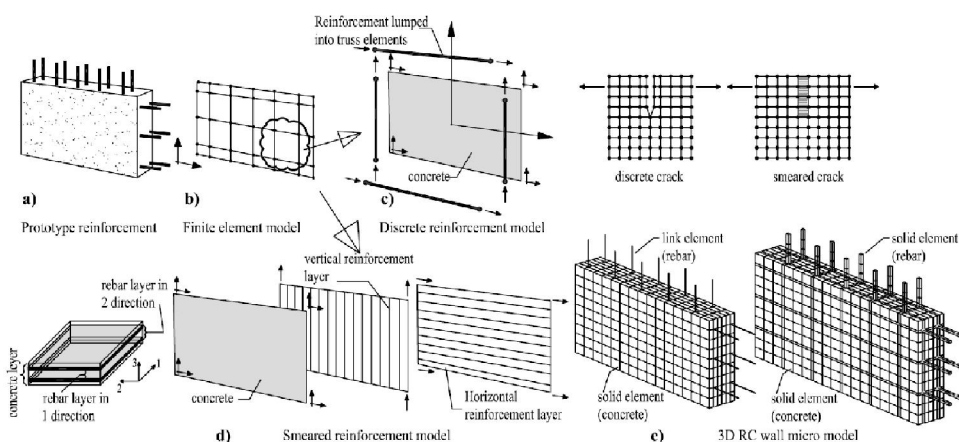 Reinforcement lumped
into truss elements
concrete
discrete crack
smeared crack
a)
b)
c)
Prototype reinforcement
Finite element model
Discrete reinforcement model
rebar layer in
2 direction
vertical reinforcement
layer
link element
(rebar)
solid element
(rebar)
concrete layer
3
1
2
rebar layer in
1 direction
concrete
Horizontal
reinforcement layer
solid element
(concrete)
solid element
(concrete)
d)
Smeared reinforcement model
e)
3D RC wall micro model